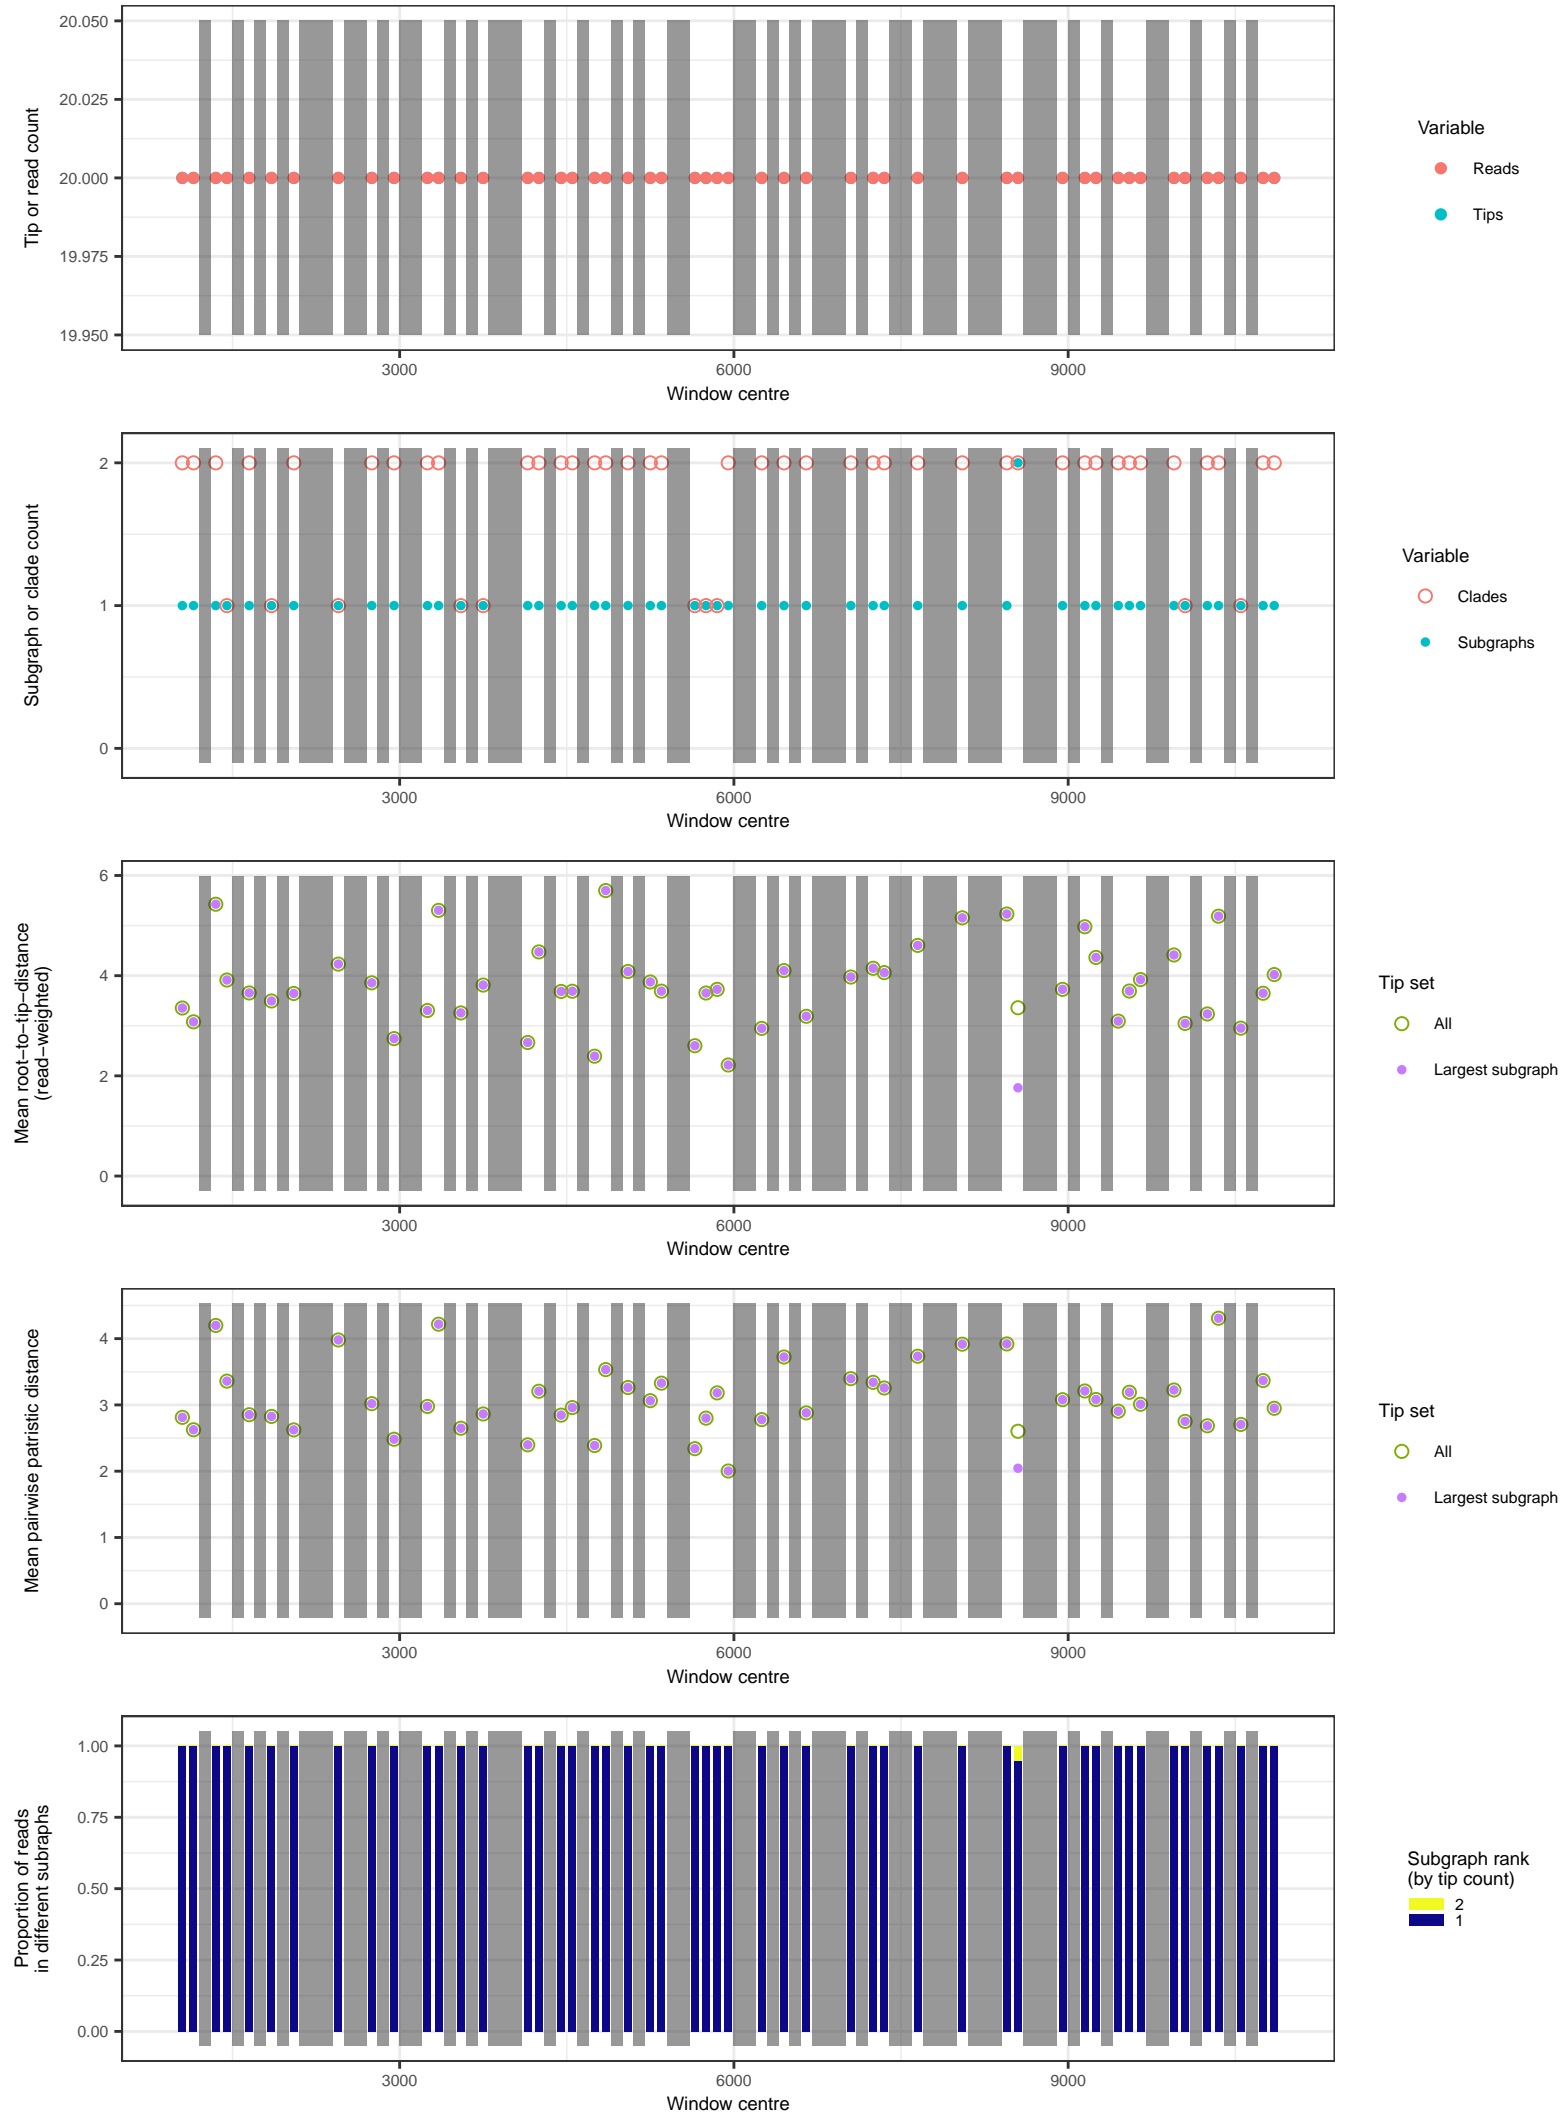 20.050
20.025
20.000
19.975
19.950
Tip or read count
3000 6000 9000
Window centre
Variable
Reads
Tips
2
1
0
Subgraph or clade count
3000 6000 9000
Window centre
Variable
Clades
Subgraphs
6
4
2
0
Mean root−to−tip−distance
(read−weighted)
3000 6000 9000
Window centre
Tip set
All
Largest subgraph
4
3
2
1
0
Mean pairwise patristic distance
3000 6000 9000
Window centre
Tip set
All
Largest subgraph
1.00
0.75
0.50
0.25
0.00
Proportion of reads
in different subraphs
3000 6000 9000
Window centre
Subgraph rank
(by tip count)
2
1